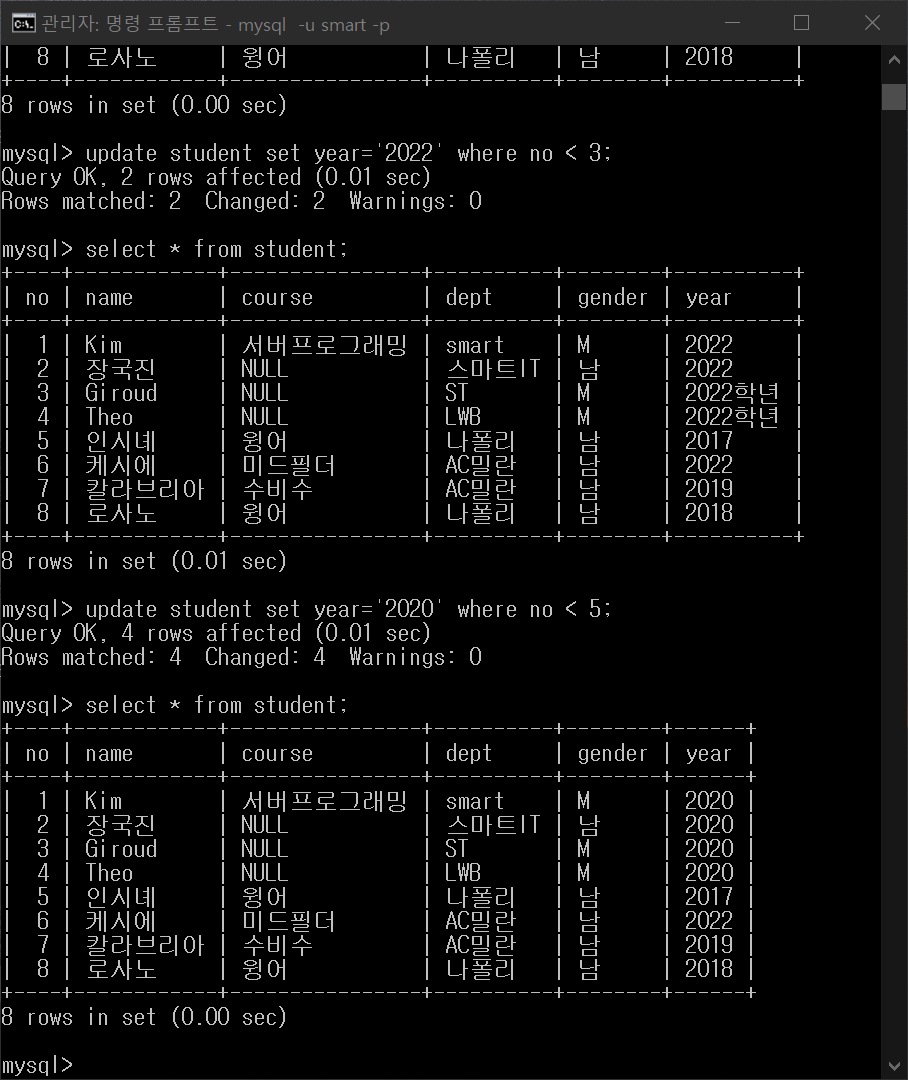 관리자: 명령 프롬프트 - mysql  -u smart -p
|  8 | 로사노     | 윙어           | 나폴리   | 남     | 2018     |
+----+------------+----------------+----------+--------+----------+
8 rows in set (0.00 sec)
mysql> update student set year='2022' where no < 3;
Query OK, 2 rows affected (0.01 sec)
Rows matched: 2  Changed: 2  Warnings: 0
mysql> select * from student;
+----+------------+----------------+----------+--------+----------+
| no | name       | course         | dept     | gender | year     |
+----+------------+----------------+----------+--------+----------+
|  1 | Kim        | 서버프로그래밍 | smart    | M      | 2022     |
|  2 | 장국진     | NULL           | 스마트IT | 남     | 2022     |
|  3 | Giroud     | NULL           | ST       | M      | 2022학년 |
|  4 | Theo       | NULL           | LWB      | M      | 2022학년 |
|  5 | 인시녜     | 윙어           | 나폴리   | 남     | 2017     |
|  6 | 케시에     | 미드필더       | AC밀란   | 남     | 2022     |
|  7 | 칼라브리아 | 수비수         | AC밀란   | 남     | 2019     |
|  8 | 로사노     | 윙어           | 나폴리   | 남     | 2018     |
+----+------------+----------------+----------+--------+----------+
8 rows in set (0.01 sec)
mysql> update student set year='2020' where no < 5;
Query OK, 4 rows affected (0.01 sec)
Rows matched: 4  Changed: 4  Warnings: 0
mysql> select * from student;
+----+------------+----------------+----------+--------+------+
| no | name       | course         | dept     | gender | year |
+----+------------+----------------+----------+--------+------+
|  1 | Kim        | 서버프로그래밍 | smart    | M      | 2020 |
|  2 | 장국진     | NULL           | 스마트IT | 남     | 2020 |
|  3 | Giroud     | NULL           | ST       | M      | 2020 |
|  4 | Theo       | NULL           | LWB      | M      | 2020 |
|  5 | 인시녜     | 윙어           | 나폴리   | 남     | 2017 |
|  6 | 케시에     | 미드필더       | AC밀란   | 남     | 2022 |
|  7 | 칼라브리아 | 수비수         | AC밀란   | 남     | 2019 |
|  8 | 로사노     | 윙어           | 나폴리   | 남     | 2018 |
+----+------------+----------------+----------+--------+------+
8 rows in set (0.00 sec)
mysql>